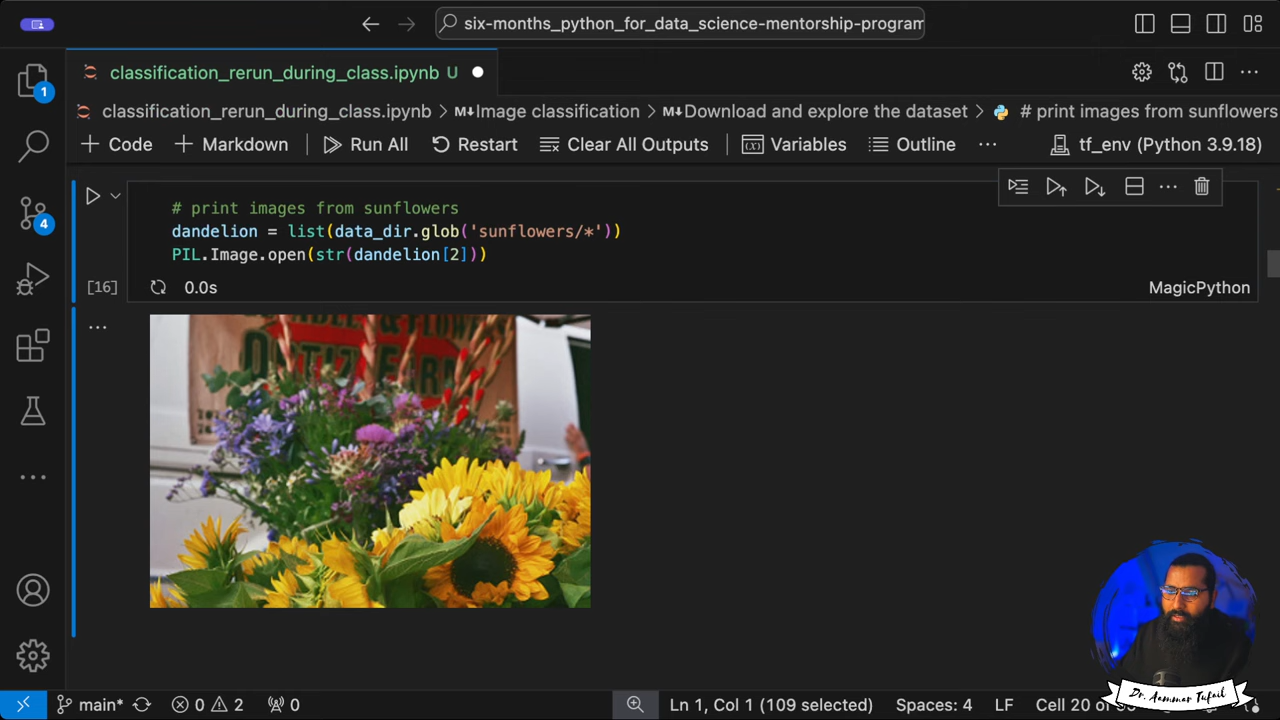 six-months_python_for_data_science-mentorship-program
classification_rerun_during_class.ipynb U
1
classification_rerun_during_class.ipynb > M↓Image classification > M↓Download and explore the dataset > # print images from sunflowers
+ Code + Markdown Run All Restart Clear All Outputs Variables Outline ... tf_env (Python 3.9.18)
# print images from sunflowers
4
dandelion = list(data_dir.glob('sunflowers/*'))
PIL.Image.open(str(dandelion[2]))
[16] 0.0s MagicPython
Dr. Aammar Tufail
main* 0 2 0 Ln 1, Col 1 (109 selected) Spaces: 4 LF Cell 20 of